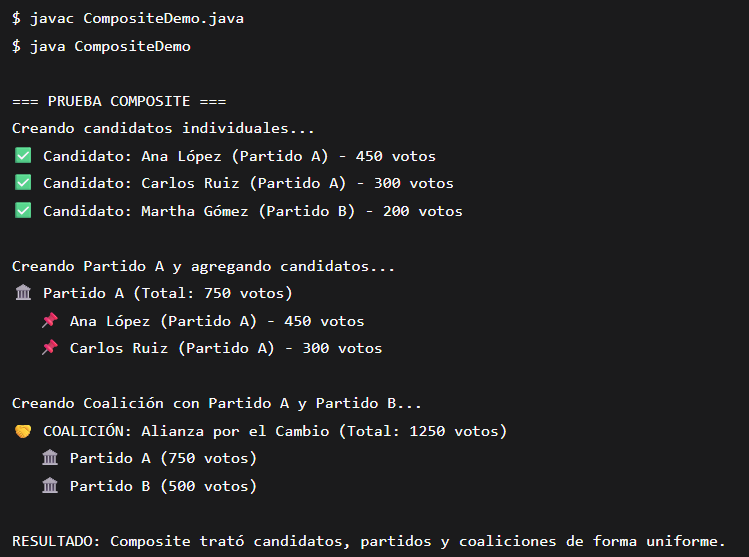 $ javac CompositeDemo.java
$ java CompositeDemo
=== PRUEBA COMPOSITE ===
Creando candidatos individuales...
✅ Candidato: Ana López (Partido A) - 450 votos
✅ Candidato: Carlos Ruiz (Partido A) - 300 votos
✅ Candidato: Martha Gómez (Partido B) - 200 votos
Creando Partido A y agregando candidatos...
🏛️ Partido A (Total: 750 votos)
📌 Ana López (Partido A) - 450 votos
📌 Carlos Ruiz (Partido A) - 300 votos
Creando Coalición con Partido A y Partido B...
🤝 COALICIÓN: Alianza por el Cambio (Total: 1250 votos)
🏛️ Partido A (750 votos)
🏛️ Partido B (500 votos)
RESULTADO: Composite trató candidatos, partidos y coaliciones de forma uniforme.